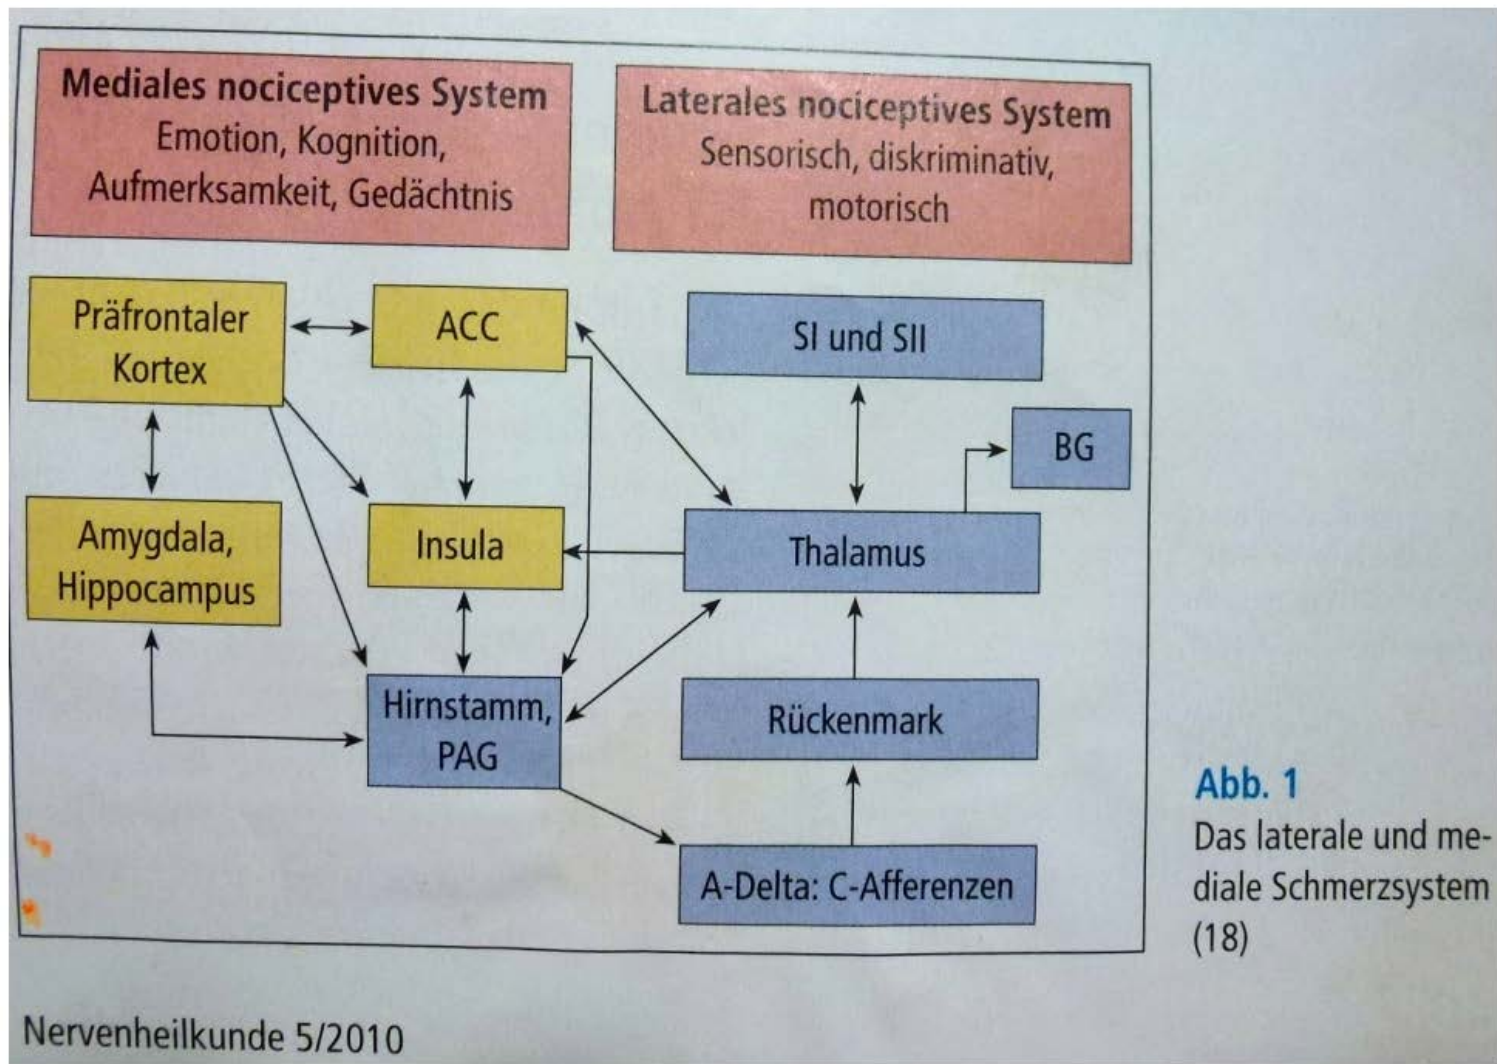 Mediales nociceptives System
Emotion, Kognition,
Aufmerksamkeit, Gedächtnis
Laterales nociceptives System
Sensorisch, diskriminativ,
motorisch
Präfrontaler
Kortex
ACC
SI und SII
BG
Amygdala,
Hippocampus
Insula
Thalamus
Hirnstamm,
PAG
Rückenmark
A-Delta: C-Afferenzen
Abb. 1
Das laterale und me-
diale Schmerzsystem
(18)
Nervenheilkunde 5/2010